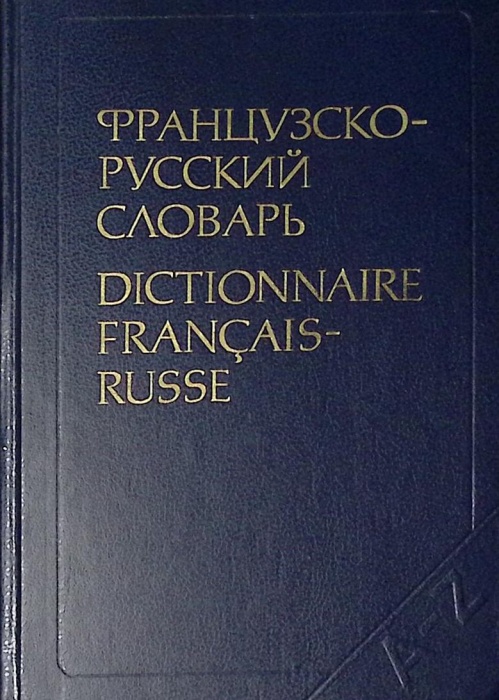 ФРАНЦУЗСКО-
РУССКИЙ
СЛОВАРЬ
DICTIONNAIRE
FRANÇAIS-
RUSSE
A-Z